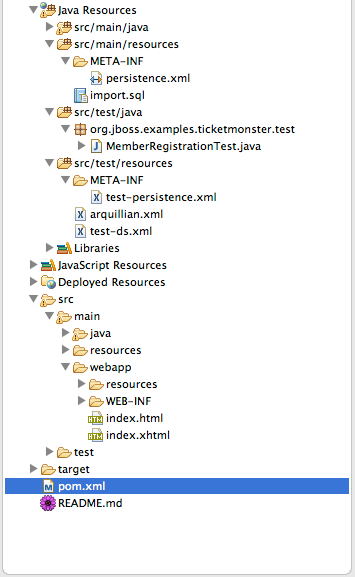 Java Resources
src/main/java
src/main/resources
META-INF
persistence.xml
import.sql
src/test/java
org.jboss.examples.ticketmonster.test
MemberRegistrationTest.java
src/test/resources
META-INF
test-persistence.xml
arquillian.xml
test-ds.xml
Libraries
JavaScript Resources
Deployed Resources
src
main
java
resources
webapp
resources
WEB-INF
index.html
index.xhtml
test
target
pom.xml
README.md